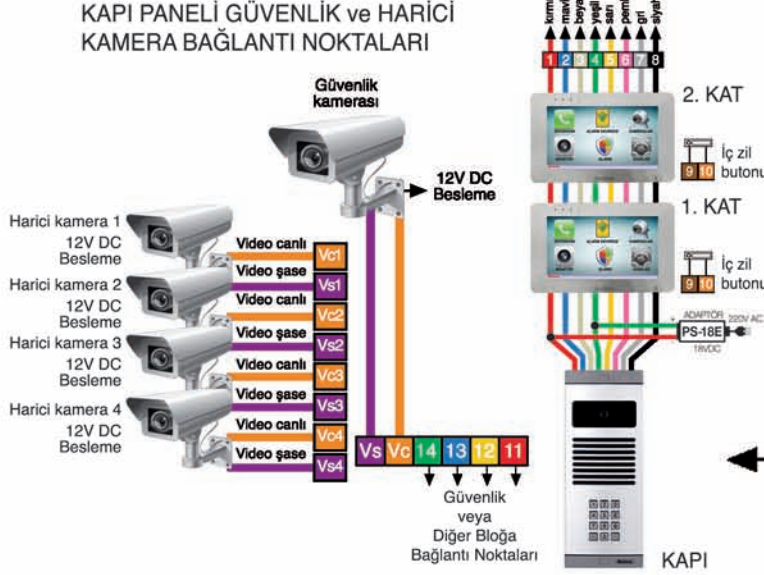 KAPI PANELİ GÜVENLİK ve HARİCİ
KAMERA BAĞLANTI NOKTALARI
Güvenlik
kamerası
12V DC
Besleme
Harici kamera 1
12V DC
Besleme
Harici kamera 2
12V DC
Besleme
Harici kamera 3
12V DC
Besleme
Harici kamera 4
12V DC
Besleme
Video canlı
Vc1
Video şase
Vs1
Video canlı
Vc2
Video şase
Vs2
Video canlı
Vc3
Video şase
Vs3
Video canlı
Vc4
Video şase
Vs4
Vs Vc 14 13 12 11
Güvenlik
veya
Diğer Bloğa
Bağlantı Noktaları
mavi
yeşil
sarı
gri
1 2 3 4 5 6 7 8
2. KAT
İç zil
9 10 butonu
1. KAT
İç zil
9 10 butonu
ADAPTÖR
+ PS-18E 220V AC
18VDC
KAPI